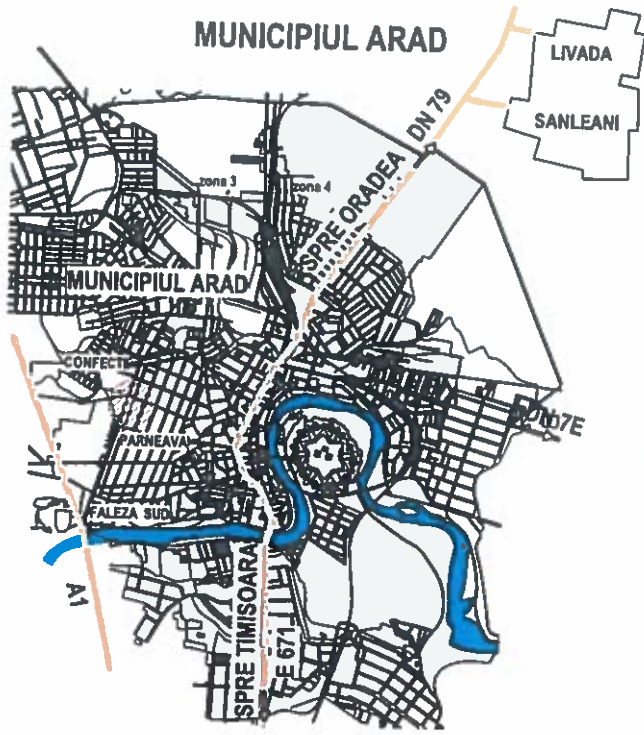 MUNICIPIUL ARAD
LIVADA
SANLEANI
DN 79
SPRE ORADEA
zona 3
zona 4
MUNICIPIUL ARAD
CONFECTII
PARNEAVA
FALEZA SUD
A1
SPRE TIMISOARA
E 671